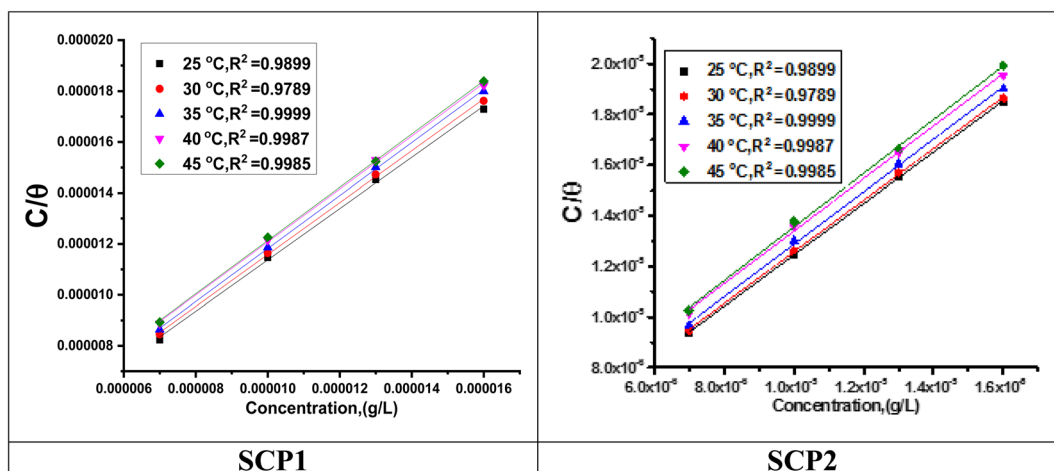 0.000020
0.000018
0.000016
0.000014
0.000012
0.000010
0.000008
C/θ
25 °C,R²=0.9899
30 °C,R²=0.9789
35 °C,R²=0.9999
40 °C,R²=0.9987
45 °C,R²=0.9985
0.000006 0.000008 0.000010 0.000012 0.000014 0.000016
Concentration,(g/L)
2.0x10⁻⁵
1.8x10⁻⁵
1.6x10⁻⁵
1.4x10⁻⁵
1.2x10⁻⁵
1.0x10⁻⁵
8.0x10⁻⁶
C/θ
25 °C,R²=0.9899
30 °C,R²=0.9789
35 °C,R²=0.9999
40 °C,R²=0.9987
45 °C,R²=0.9985
6.0x10⁻⁶ 8.0x10⁻⁶ 1.0x10⁻⁵ 1.2x10⁻⁵ 1.4x10⁻⁵ 1.6x10⁻⁵
Concentration,(g/L)
SCP1 SCP2